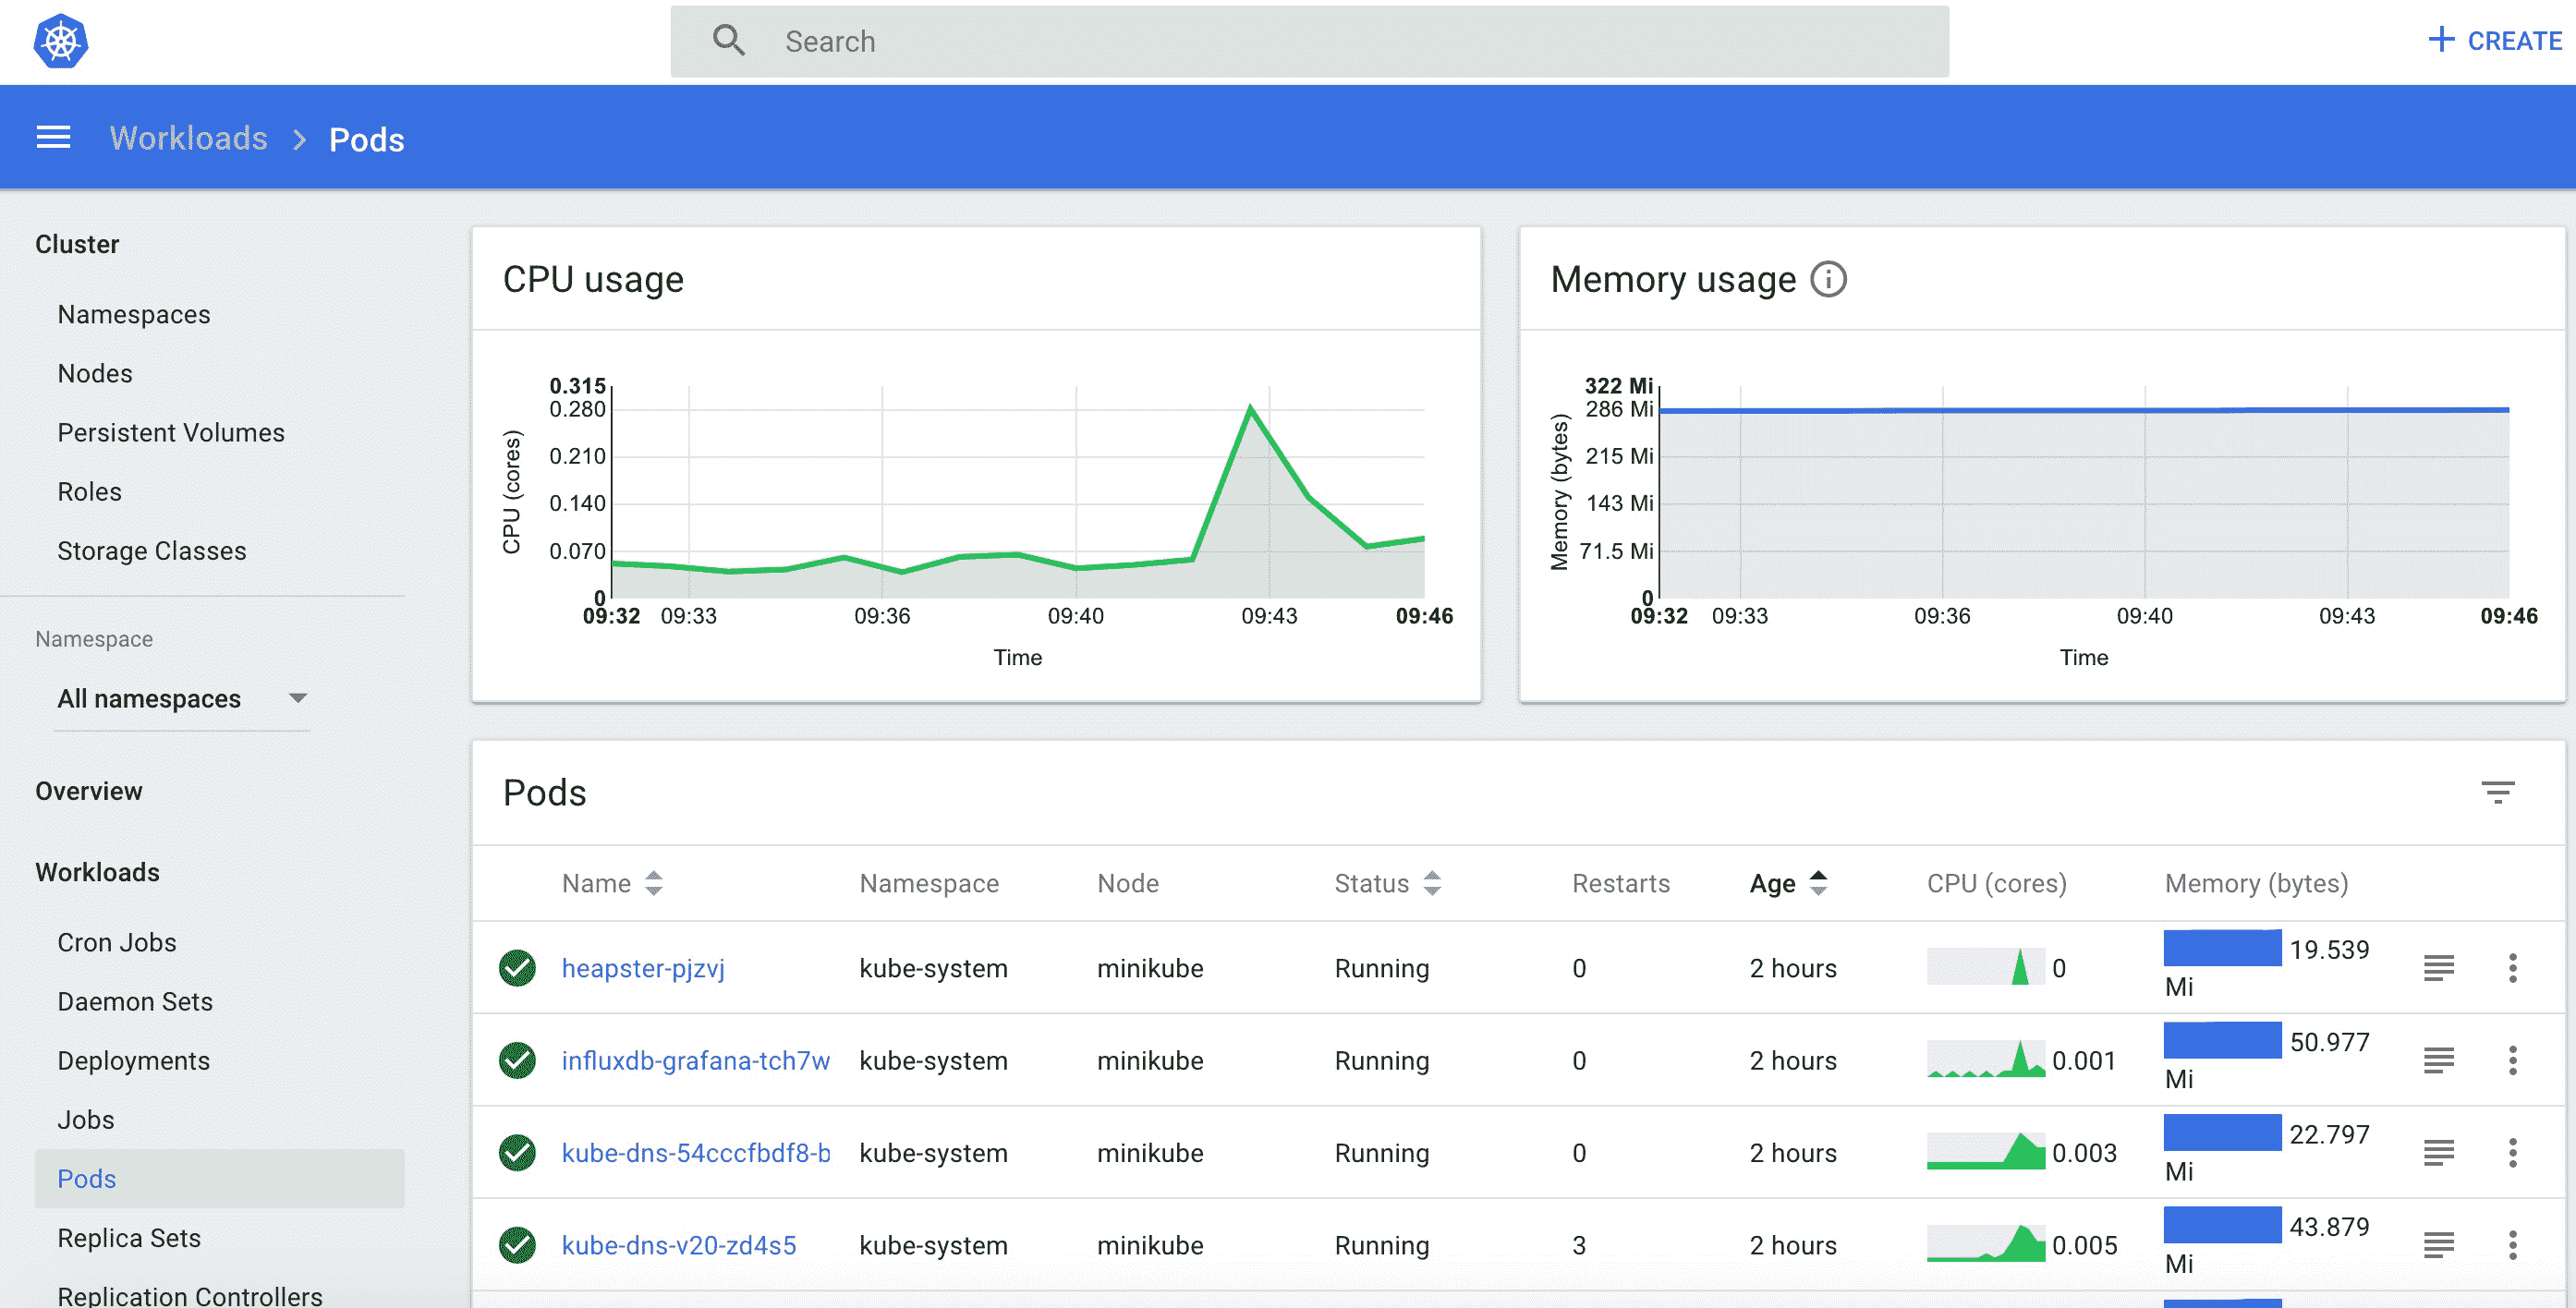 Search
CREATE
Workloads > Pods
Cluster
Namespaces
Nodes
Persistent Volumes
Roles
Storage Classes
Namespace
All namespaces
Overview
Workloads
Cron Jobs
Daemon Sets
Deployments
Jobs
Pods
Replica Sets
Replication Controllers
CPU usage
CPU (cores)
0.315
0.280
0.210
0.140
0.070
0
09:32 09:33 09:36 09:40 09:43 09:46
Time
Memory usage
Memory (bytes)
322 Mi
286 Mi
215 Mi
143 Mi
71.5 Mi
0
09:32 09:33 09:36 09:40 09:43 09:46
Time
Pods
Name Namespace Node Status Restarts Age CPU (cores) Memory (bytes)
heapster-pjzvj kube-system minikube Running 0 2 hours 0 19.539
Mi
influxdb-grafana-tch7w kube-system minikube Running 0 2 hours 0.001 50.977
Mi
kube-dns-54cccfbdf8-b kube-system minikube Running 0 2 hours 0.003 22.797
Mi
kube-dns-v20-zd4s5 kube-system minikube Running 3 2 hours 0.005 43.879
Mi